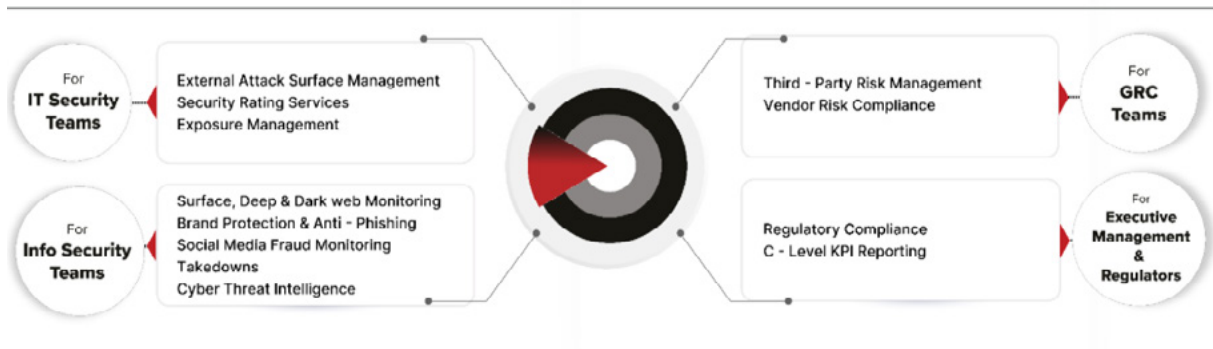 For
IT Security
Teams
External Attack Surface Management
Security Rating Services
Exposure Management
Third - Party Risk Management
Vendor Risk Compliance
For
GRC
Teams
For
Info Security
Teams
Surface, Deep & Dark web Monitoring
Brand Protection & Anti - Phishing
Social Media Fraud Monitoring
Takedowns
Cyber Threat Intelligence
Regulatory Compliance
C - Level KPI Reporting
For
Executive
Management
&
Regulators